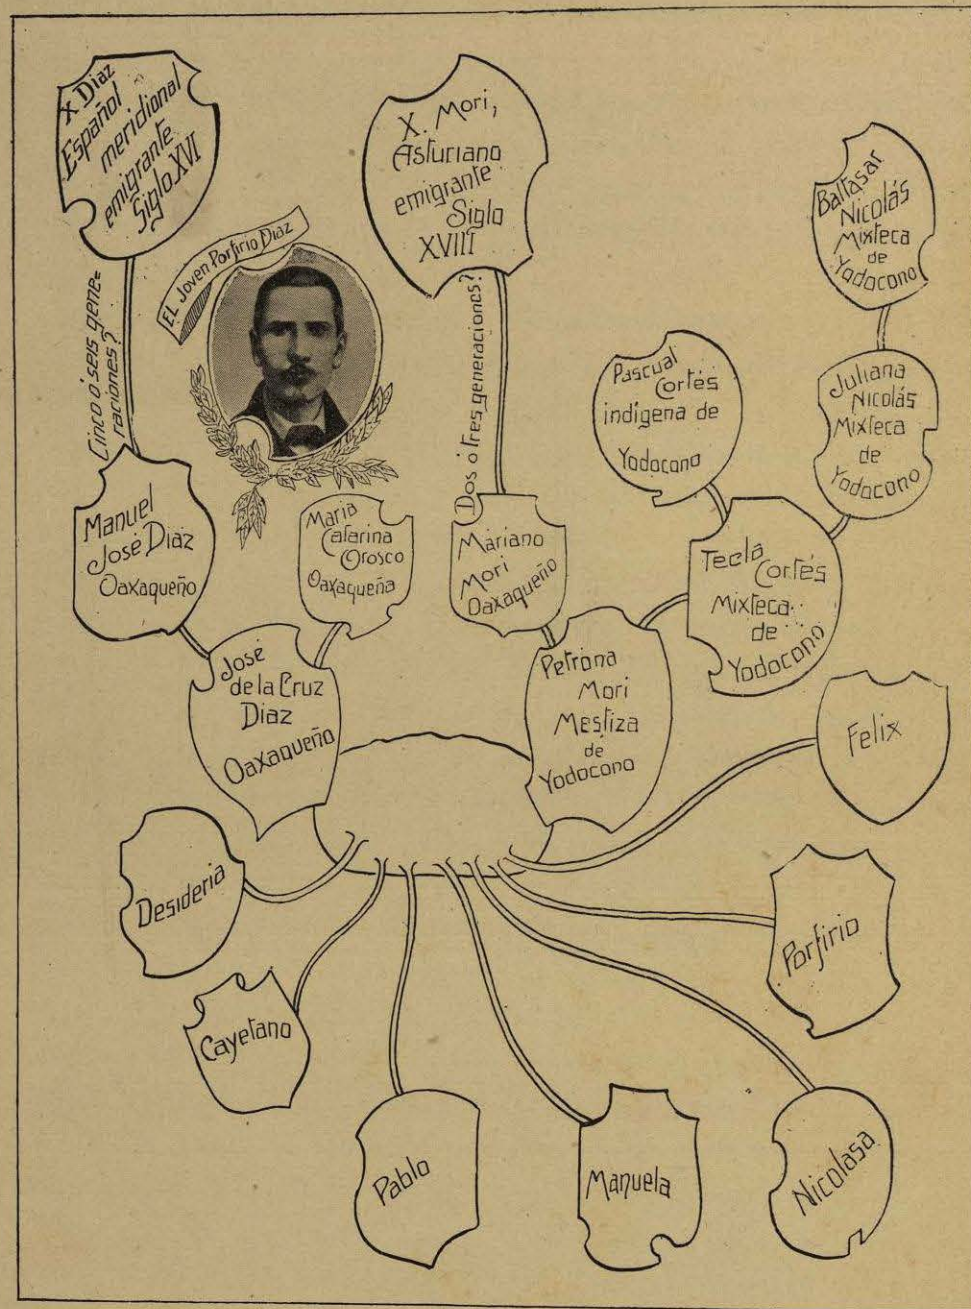 X Diaz
Español
meridional
emigrante
Siglo XVI
X. Mori,
Asturiano
emigrante
Siglo
XVIII
Baltasar
Nicolás
Mixteca
de
Yodocono
EL Joven Porfirio Diaz
Cinco ó seis gene=
raciones?
Dos ó tres generaciones?
Pascual
Cortés
indígena de
Yodocono
Juliana
Nicolás
Mixteca
de
Yodocono
Manuel
José Diaz
Oaxaqueño
Maria
Catarina
Orosco
Oaxaqueña
Mariano
Mori
Oaxaqueño
Tecla
Cortés
Mixteca
de
Yodocono
José
de la Cruz
Diaz
Oaxaqueño
Petrona
Mori
Mestiza
de
Yodocono
Felix
Desideria
Porfirio
Cayetano
Pablo
Manuela
Nicolasa